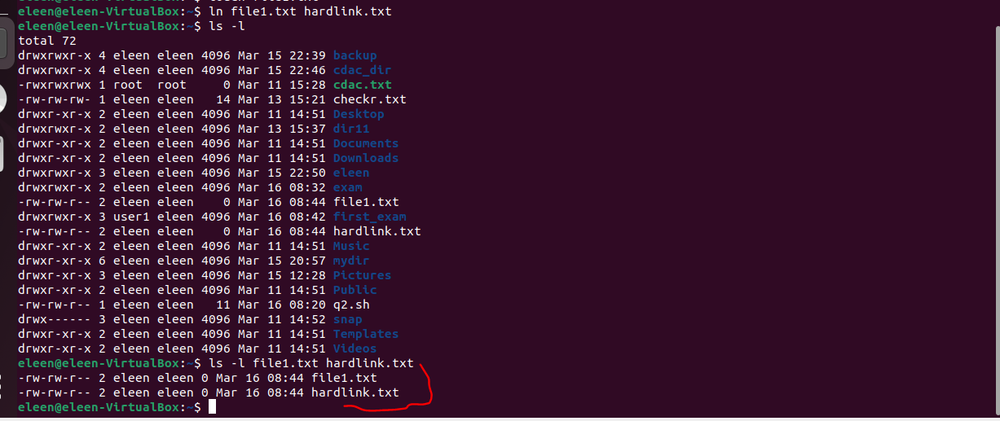 eleen@eleen-VirtualBox:~$ ln file1.txt hardlink.txt
eleen@eleen-VirtualBox:~$ ls -l
total 72
drwxrwxr-x 4 eleen eleen 4096 Mar 15 22:39 backup
drwxrwxr-x 4 eleen eleen 4096 Mar 15 22:46 cdac_dir
-rwxrwxrwx 1 root  root     0 Mar 11 15:28 cdac.txt
-rw-rw-rw- 1 eleen eleen   14 Mar 13 15:21 checkr.txt
drwxr-xr-x 2 eleen eleen 4096 Mar 11 14:51 Desktop
drwxrwxr-x 2 eleen eleen 4096 Mar 13 15:37 dir11
drwxr-xr-x 2 eleen eleen 4096 Mar 11 14:51 Documents
drwxr-xr-x 2 eleen eleen 4096 Mar 11 14:51 Downloads
drwxrwxr-x 3 eleen eleen 4096 Mar 15 22:50 eleen
drwxrwxr-x 2 eleen eleen 4096 Mar 16 08:32 exam
-rw-rw-r-- 2 eleen eleen    0 Mar 16 08:44 file1.txt
drwxrwxr-x 3 user1 eleen 4096 Mar 16 08:42 first_exam
-rw-rw-r-- 2 eleen eleen    0 Mar 16 08:44 hardlink.txt
drwxr-xr-x 2 eleen eleen 4096 Mar 11 14:51 Music
drwxr-xr-x 6 eleen eleen 4096 Mar 15 20:57 mydir
drwxr-xr-x 3 eleen eleen 4096 Mar 15 12:28 Pictures
drwxr-xr-x 2 eleen eleen 4096 Mar 11 14:51 Public
-rw-rw-r-- 1 eleen eleen   11 Mar 16 08:20 q2.sh
drwx------ 3 eleen eleen 4096 Mar 11 14:52 snap
drwxr-xr-x 2 eleen eleen 4096 Mar 11 14:51 Templates
drwxr-xr-x 2 eleen eleen 4096 Mar 11 14:51 Videos
eleen@eleen-VirtualBox:~$ ls -l file1.txt hardlink.txt
-rw-rw-r-- 2 eleen eleen 0 Mar 16 08:44 file1.txt
-rw-rw-r-- 2 eleen eleen 0 Mar 16 08:44 hardlink.txt
eleen@eleen-VirtualBox:~$